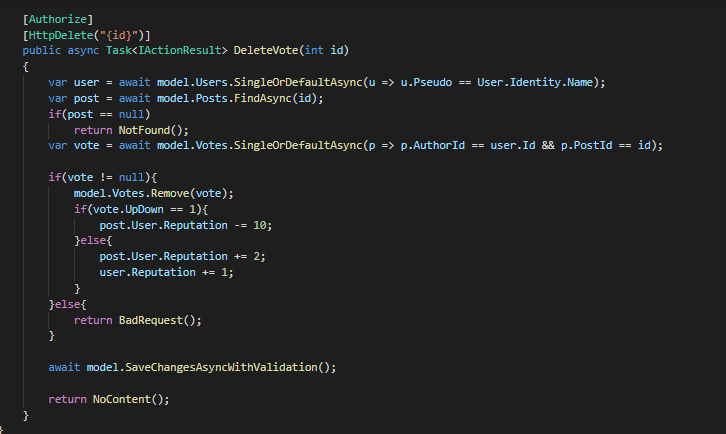 [Authorize]
[HttpDelete("{id}")]
public async Task<IActionResult> DeleteVote(int id)
{
var user = await model.Users.SingleOrDefaultAsync(u => u.Pseudo == User.Identity.Name);
var post = await model.Posts.FindAsync(id);
if(post == null)
return NotFound();
var vote = await model.Votes.SingleOrDefaultAsync(p => p.AuthorId == user.Id && p.PostId == id);
if(vote != null){
model.Votes.Remove(vote);
if(vote.UpDown == 1){
post.User.Reputation -= 10;
}else{
post.User.Reputation += 2;
user.Reputation += 1;
}
}else{
return BadRequest();
}
await model.SaveChangesAsyncWithValidation();
return NoContent();
}
}